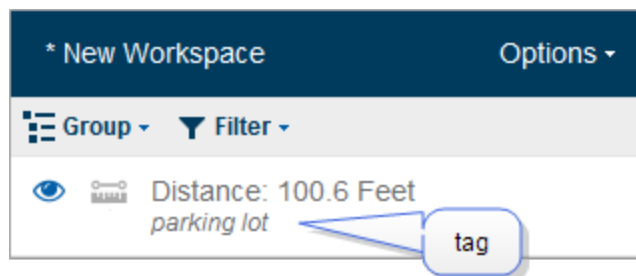 * New Workspace Options
Group Filter
Distance: 100.6 Feet
parking lot
tag